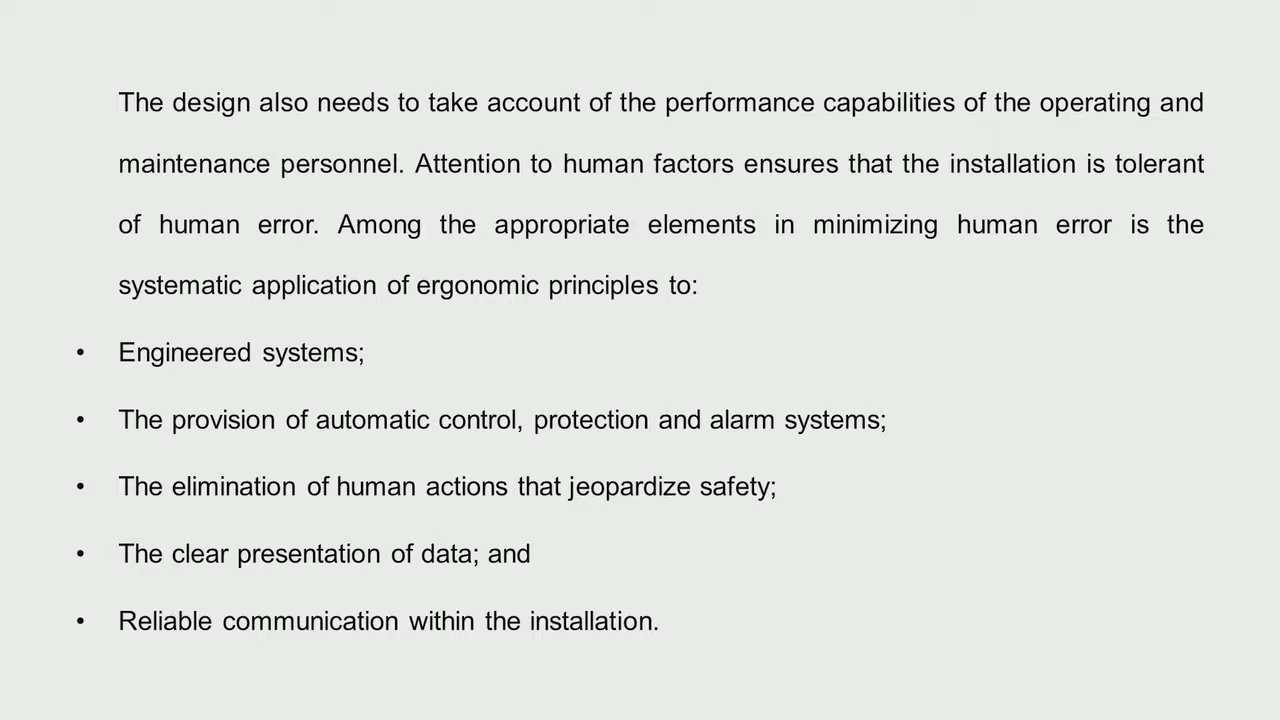 The design also needs to take account of the performance capabilities of the operating and
maintenance personnel. Attention to human factors ensures that the installation is tolerant
of human error. Among the appropriate elements in minimizing human error is the
systematic application of ergonomic principles to:
• Engineered systems;
• The provision of automatic control, protection and alarm systems;
• The elimination of human actions that jeopardize safety;
• The clear presentation of data; and
• Reliable communication within the installation.